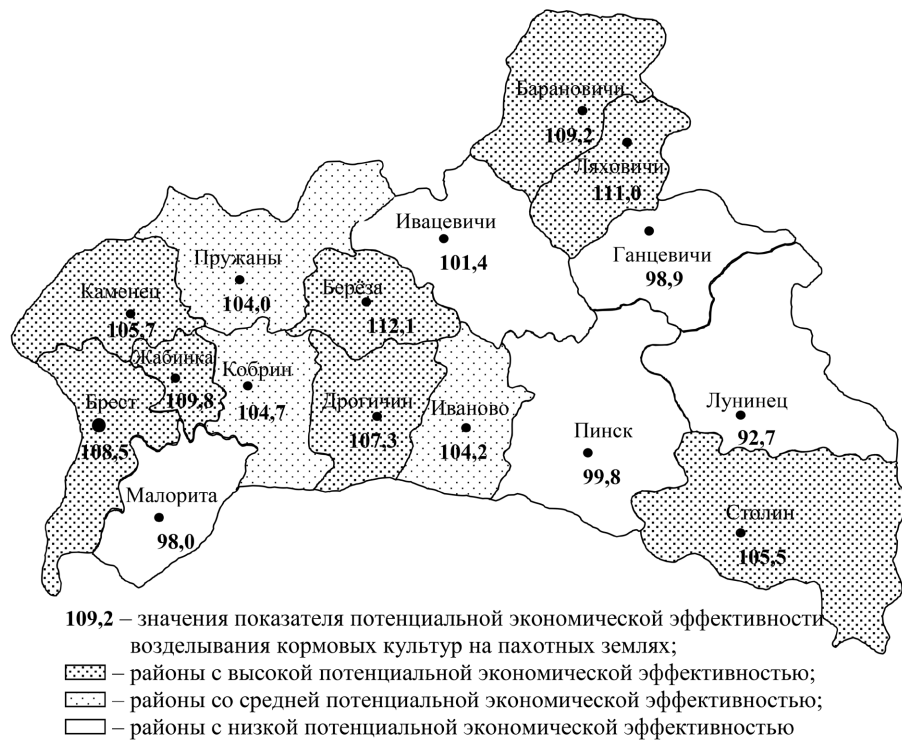 Барановичи
109,2
Ляховичи
111,0
Ивацевичи
101,4
Ганцевичи
98,9
Пружаны
104,0
Берёза
112,1
Каменец
105,7
Жабинка
109,8
Кобрин
104,7
Дрогичин
107,3
Иваново
104,2
Брест
108,5
Пинск
99,8
Лунинец
92,7
Малорита
98,0
Столин
105,5
109,2 – значения показателя потенциальной экономической эффективности
возделывания кормовых культур на пахотных землях;
– районы с высокой потенциальной экономической эффективностью;
– районы со средней потенциальной экономической эффективностью;
– районы с низкой потенциальной экономической эффективностью